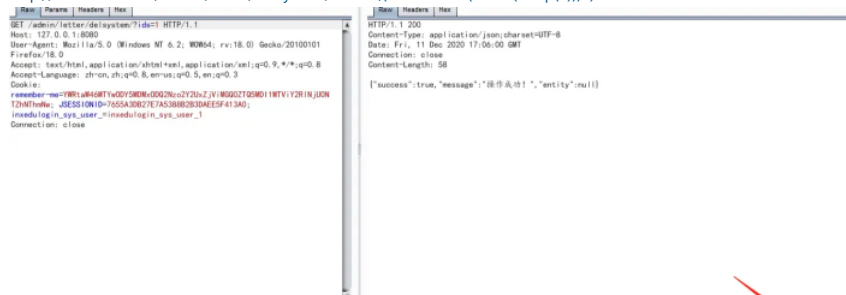 Raw Params Headers Hex
GET /admin/letter/delsystem/?ids=1 HTTP/1.1
Host: 127.0.0.1:8080
User-Agent: Mozilla/5.0 (Windows NT 6.2; WOW64; rv:18.0) Gecko/20100101
Firefox/18.0
Accept: text/html,application/xhtml+xml,application/xml;q=0.9,*/*;q=0.8
Accept-Language: zh-cn,zh;q=0.8,en-us;q=0.5,en;q=0.3
Cookie:
JSESSIONID=7655A3DB27E7A53B8B2B3DAEE5F413A0;
inxedulogin_sys_user_=inxedulogin_sys_user_1
Connection: close
Raw Headers Hex
HTTP/1.1 200
Content-Type: application/json;charset=UTF-8
Date: Fri, 11 Dec 2020 17:06:00 GMT
Connection: close
Content-Length: 58
{"success":true,"message":"操作成功！","entity":null}